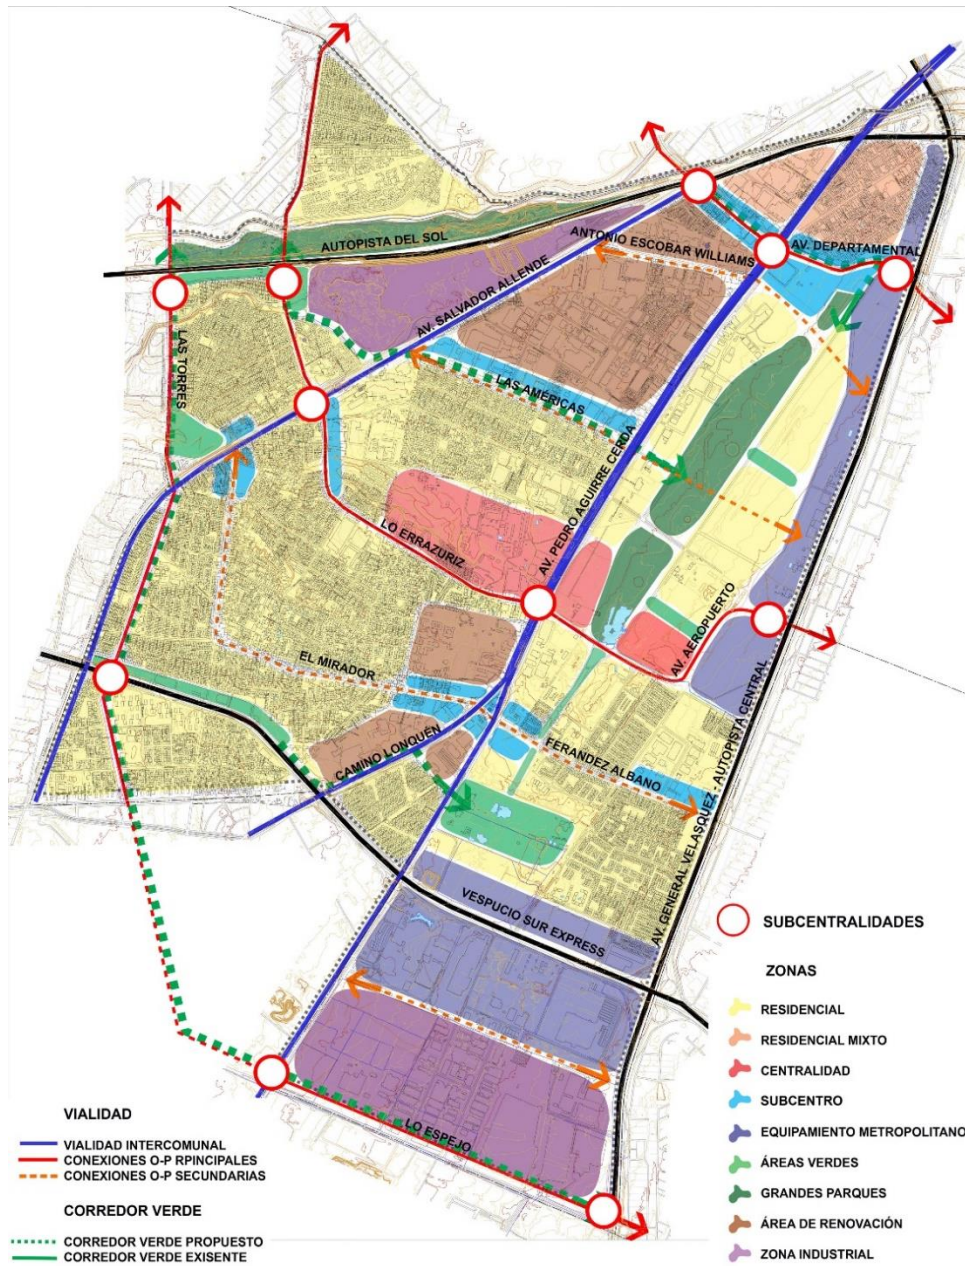 AUTOPISTA DEL SOL
ANTONIO ESCOBAR WILLIAMS
AV. DEPARTAMENTAL
AV. SALVADOR ALLENDE
LAS TORRES
LAS AMÉRICAS
AV. PEDRO AGUIRRE CERDA
LO ERRAZURIZ
AV. AEROPUERTO
EL MIRADOR
CAMINO LONQUÉN
FERANDEZ ALBANO
AV. GENERAL VELASQUEZ - AUTOPISTA CENTRAL
VESPUCIO SUR EXPRESS
LO ESPEJO
SUBCENTRALIDADES
ZONAS
RESIDENCIAL
RESIDENCIAL MIXTO
CENTRALIDAD
SUBCENTRO
EQUIPAMIENTO METROPOLITANO
ÁREAS VERDES
GRANDES PARQUES
ÁREA DE RENOVACIÓN
ZONA INDUSTRIAL
VIALIDAD
VIALIDAD INTERCOMUNAL
CONEXIONES O-P RPINCIPALES
CONEXIONES O-P SECUNDARIAS
CORREDOR VERDE
CORREDOR VERDE PROPUESTO
CORREDOR VERDE EXISENTE